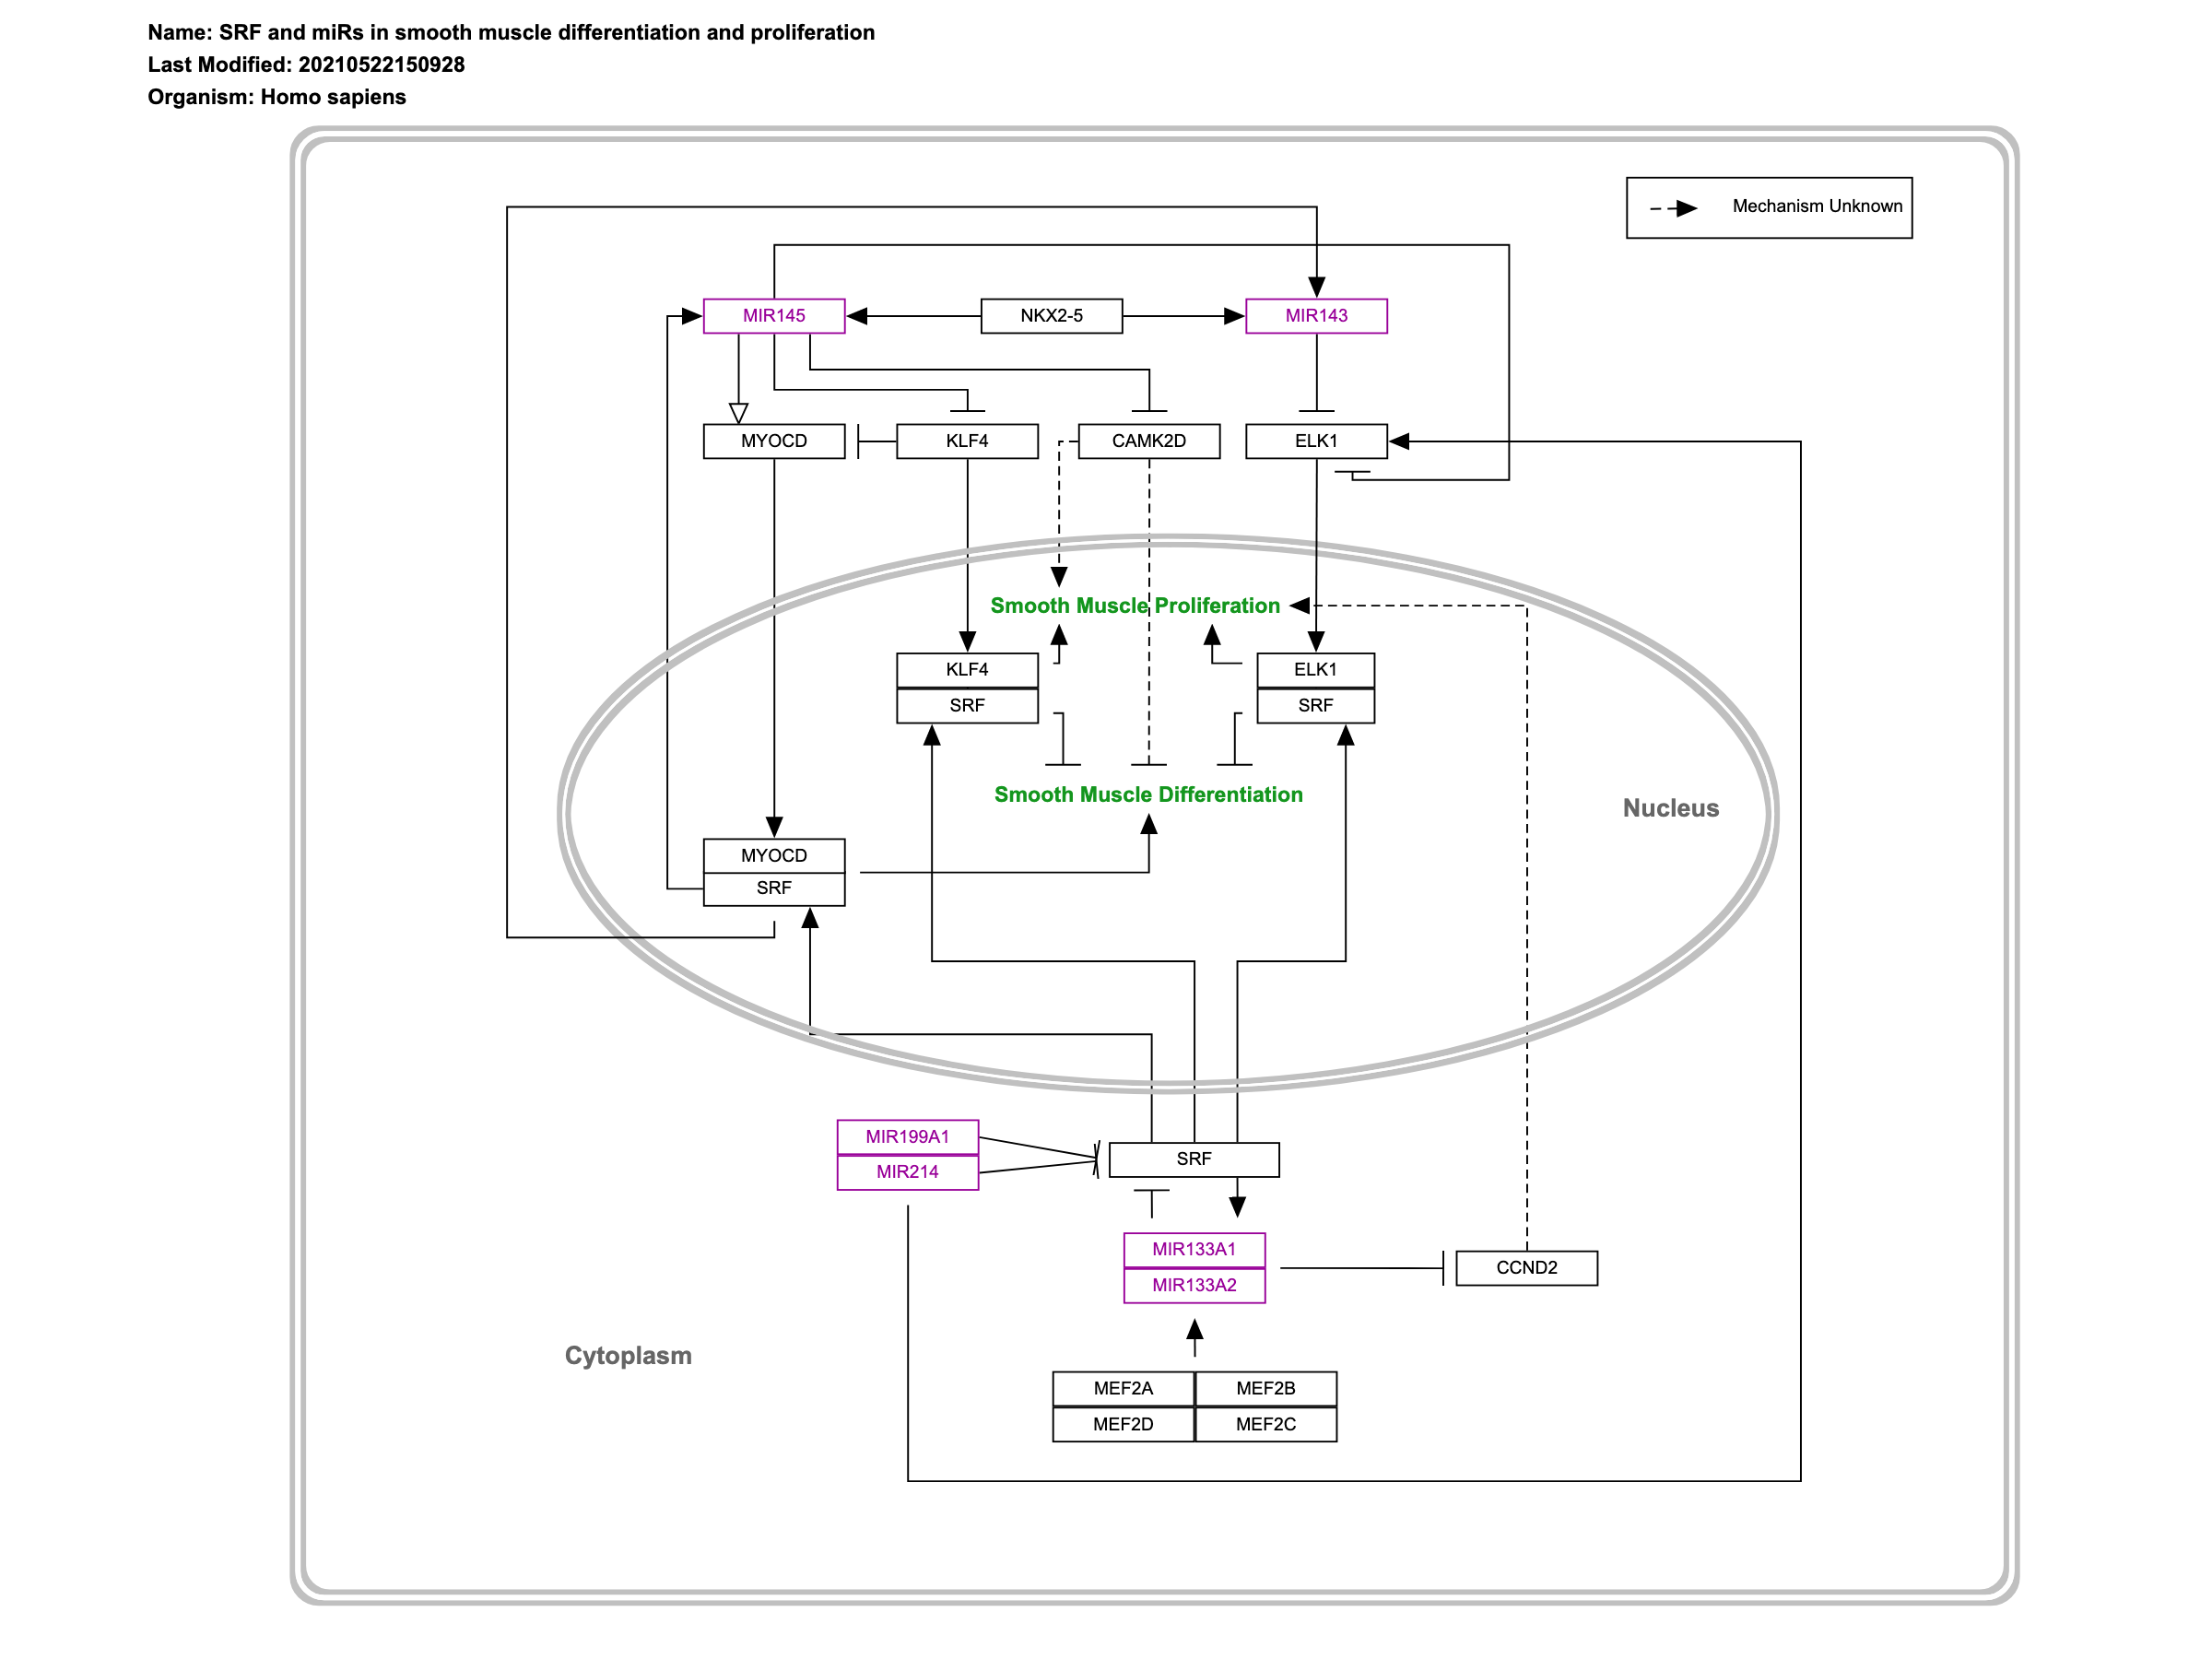 Name: SRF and miRs in smooth muscle differentiation and proliferation
Last Modified: 20210522150928
Organism: Homo sapiens
Mechanism Unknown
MIR145
NKX2-5
MIR143
MYOCD
KLF4
CAMK2D
ELK1
Smooth Muscle Proliferation
KLF4
ELK1
SRF
SRF
Smooth Muscle Differentiation
Nucleus
MYOCD
SRF
MIR199A1
SRF
MIR214
MIR133A1
CCND2
MIR133A2
Cytoplasm
MEF2A
MEF2B
MEF2D
MEF2C